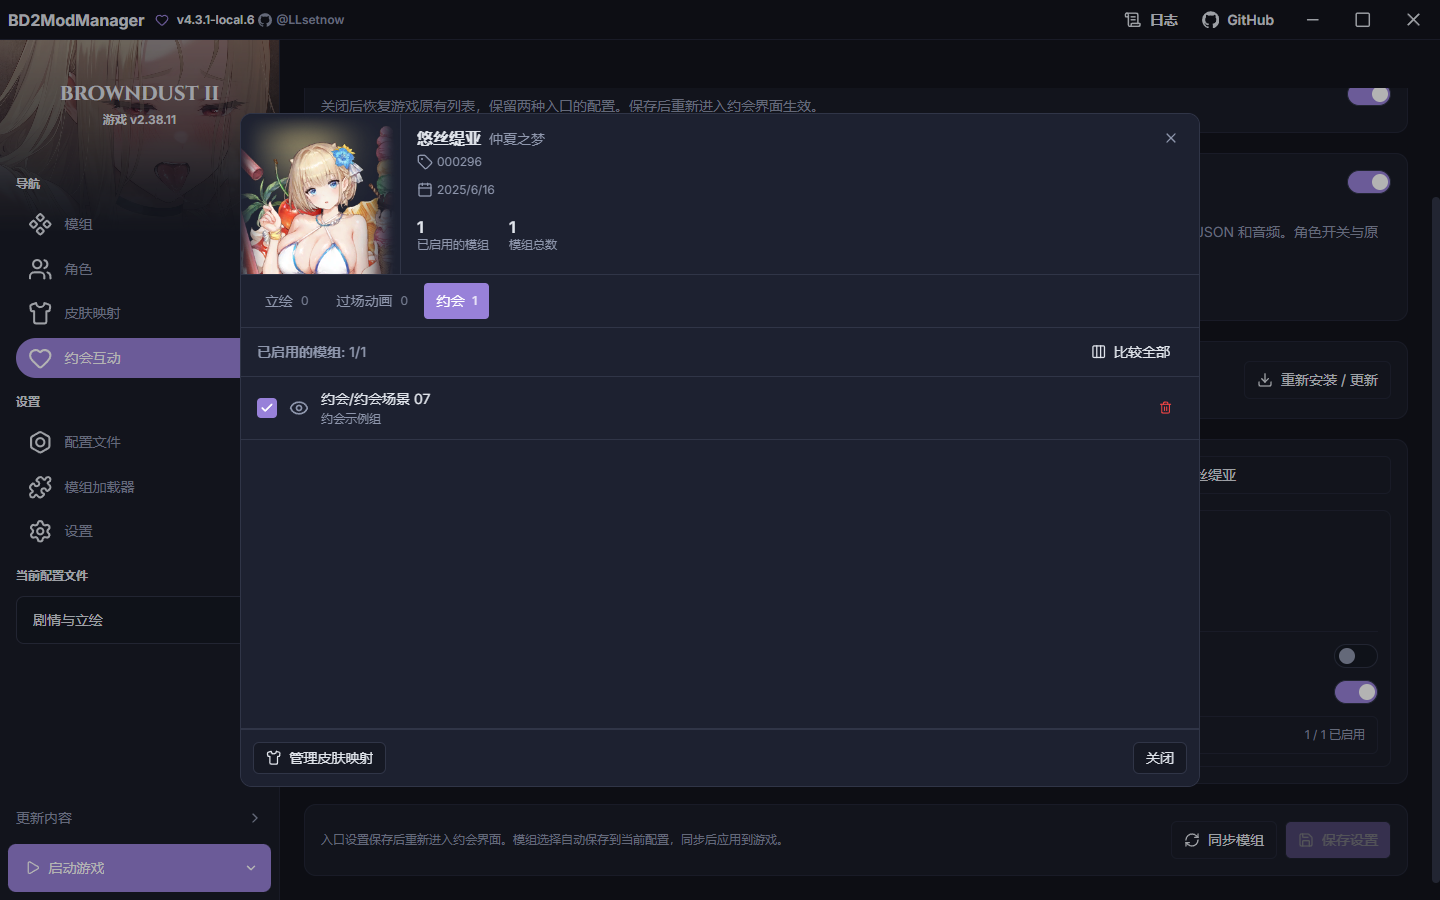 BD2ModManager v4.3.1-local.6 @LLsetnow 日志 GitHub
BROWNDUST II
游戏 v2.38.11
导航
模组
角色
皮肤映射
约会互动
设置
配置文件
模组加载器
设置
当前配置文件
剧情与立绘
更新内容
启动游戏
关闭后恢复游戏原有列表，保留两种入口的配置。保存后重新进入约会界面生效。
悠丝缇亚 仲夏之梦
000296
2025/6/16
1 1
已启用的模组 模组总数
立绘 0 过场动画 0 约会 1
已启用的模组: 1/1 比较全部
约会/约会场景 07
约会示例组
管理皮肤映射 关闭
JSON 和音频。角色开关与原
重新安装 / 更新
丝缇亚
1 / 1 已启用
入口设置保存后重新进入约会界面。模组选择自动保存到当前配置，同步后应用到游戏。
同步模组 保存设置